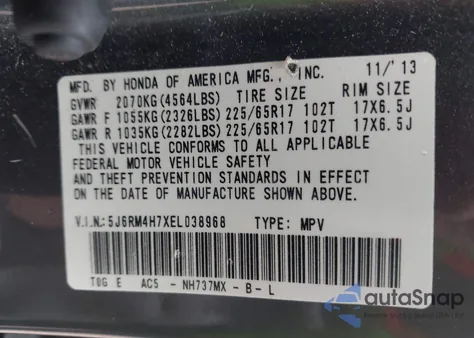 MFD. BY HONDA OF AMERICA MFG., INC. 11/'13
GVWR 2070KG(4564LBS) TIRE SIZE RIM SIZE
GAWR F 1055KG(2326LBS) 225/65R17 102T 17X6.5J
GAWR R 1035KG(2282LBS) 225/65R17 102T 17X6.5J
THIS VEHICLE CONFORMS TO ALL APPLICABLE
FEDERAL MOTOR VEHICLE SAFETY
AND THEFT PREVENTION STANDARDS IN EFFECT
ON THE DATE OF MANUFACTURE SHOWN ABOVE.
V.I.N.:5J6RM4H7XEL038968 TYPE: MPV
T0G E AC5 - NH737MX - B - L
autoSnap